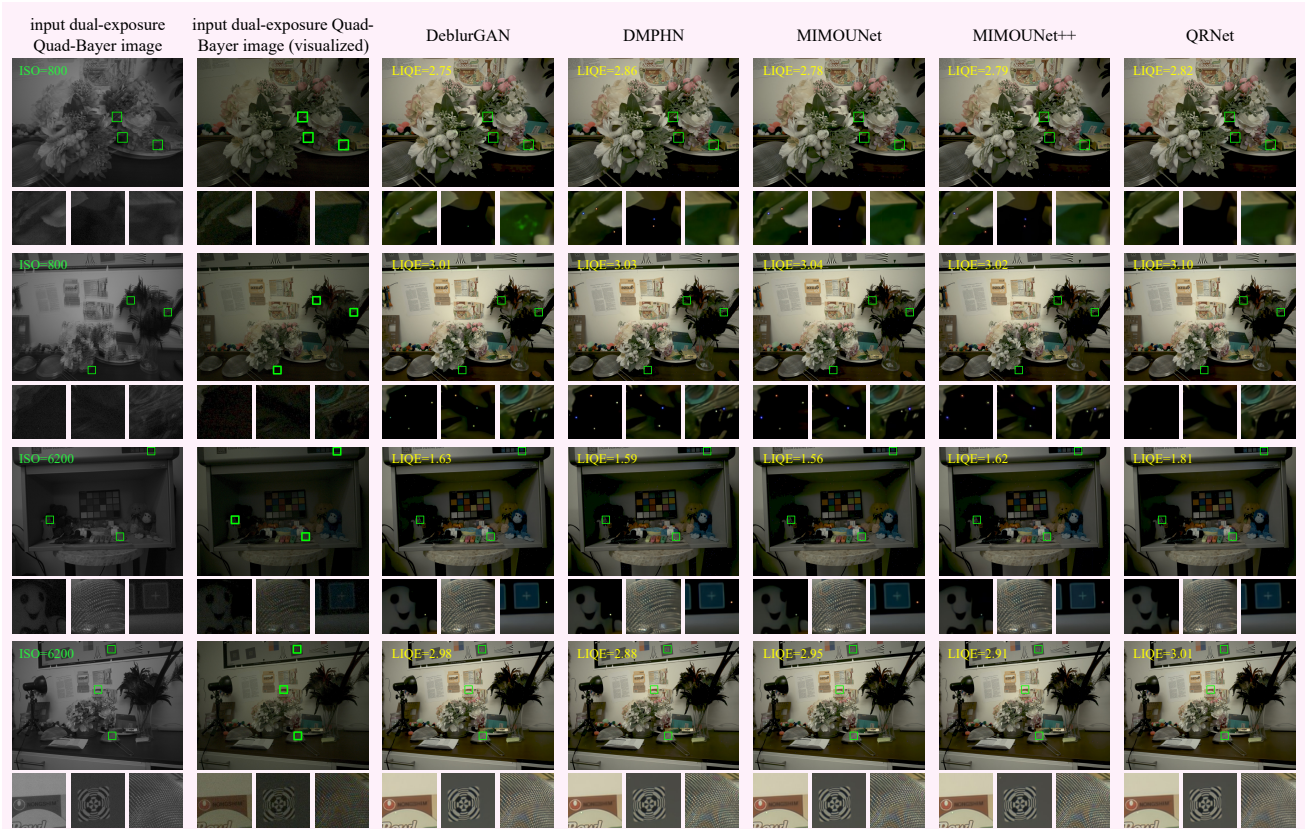 input dual-exposure
Quad-Bayer image
input dual-exposure Quad-
Bayer image (visualized)
DeblurGAN
DMPHN
MIMOUNet
MIMOUNet++
QRNet
ISO=800
LIQE=2.75
LIQE=2.86
LIQE=2.78
LIQE=2.79
LIQE=2.82
ISO=800
LIQE=3.01
LIQE=3.03
LIQE=3.04
LIQE=3.02
LIQE=3.10
ISO=6200
LIQE=1.63
LIQE=1.59
LIQE=1.56
LIQE=1.62
LIQE=1.81
ISO=6200
LIQE=2.98
LIQE=2.88
LIQE=2.95
LIQE=2.91
LIQE=3.01